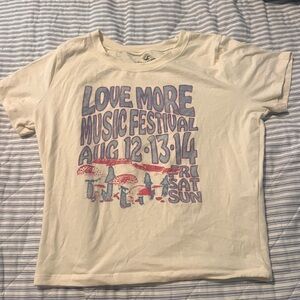 LOVE MORE
MUSIC FESTIVAL
AUG 12•13•14
FRI
SAT
SUN